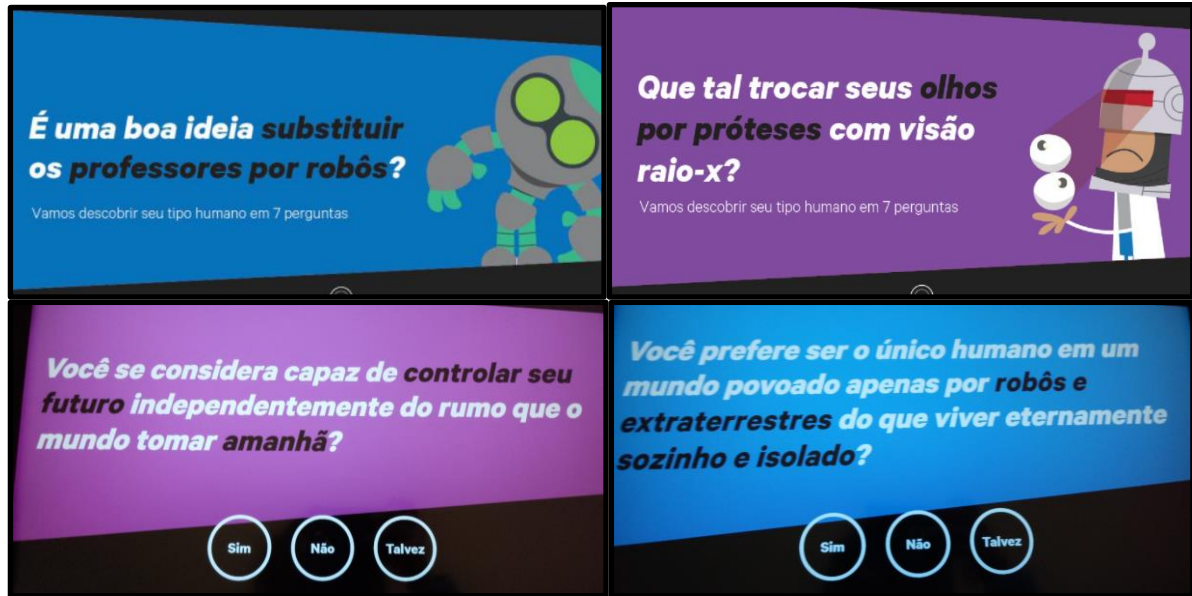 É uma boa ideia substituir
os professores por robôs?
Vamos descobrir seu tipo humano em 7 perguntas
Que tal trocar seus olhos
por próteses com visão
raio-x?
Vamos descobrir seu tipo humano em 7 perguntas
Você se considera capaz de controlar seu
futuro independentemente do rumo que o
mundo tomar amanhã?
Sim
Não
Talvez
Você prefere ser o único humano em um
mundo povoado apenas por robôs e
extraterrestres do que viver eternamente
sozinho e isolado?
Sim
Não
Talvez